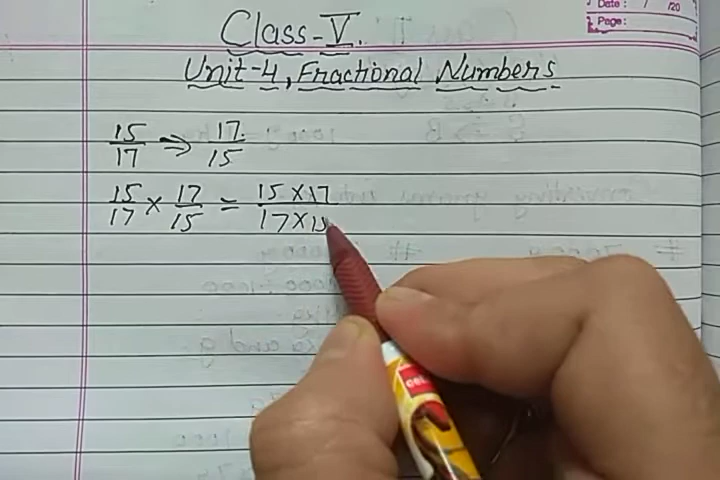 Date: / /20
Page:
Class-V.
Unit-4, Fractional Numbers
15/17 ⇒ 17/15
15/17 × 17/15 = 15×17/17×15